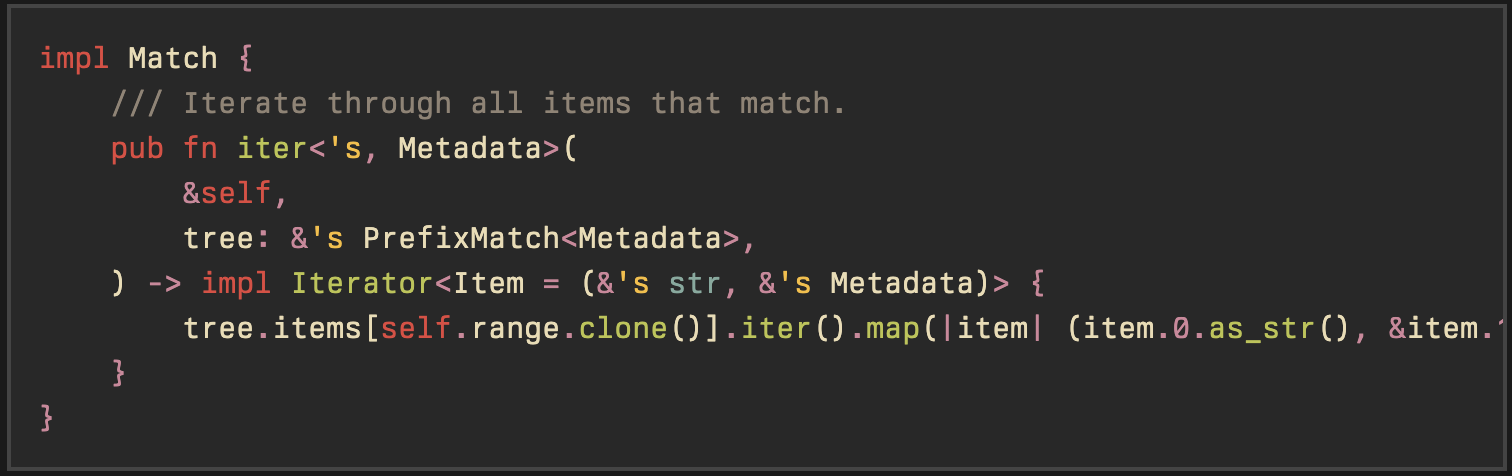 impl Match {
    /// Iterate through all items that match.
    pub fn iter<'s, Metadata>(
        &self,
        tree: &'s PrefixMatch<Metadata>,
    ) -> impl Iterator<Item = (&'s str, &'s Metadata)> {
        tree.items[self.range.clone()].iter().map(|item| (item.0.as_str(), &item.
    }
}